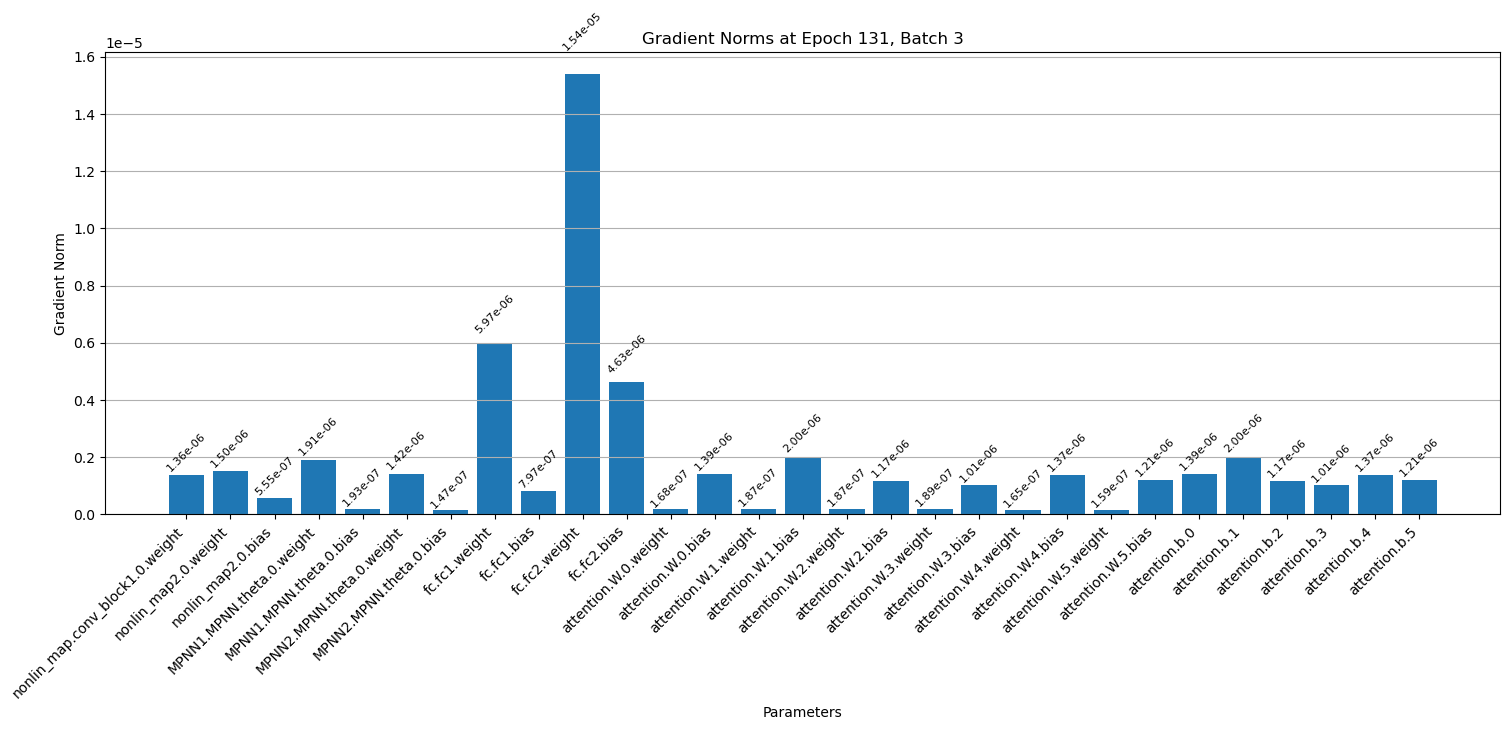 Gradient Norms at Epoch 131, Batch 3
1e−5
1.6
1.4
1.2
1.0
0.8
0.6
0.4
0.2
0.0
Gradient Norm
1.36e-06
1.50e-06
5.55e-07
1.91e-06
1.93e-07
1.42e-06
1.47e-07
5.97e-06
7.97e-07
1.54e-05
4.63e-06
1.68e-07
1.39e-06
1.87e-07
2.00e-06
1.87e-07
1.17e-06
1.89e-07
1.01e-06
1.65e-07
1.37e-06
1.59e-07
1.21e-06
1.39e-06
2.00e-06
1.17e-06
1.01e-06
1.37e-06
1.21e-06
nonlin_map.conv_block1.0.weight
nonlin_map2.0.weight
nonlin_map2.0.bias
MPNN1.MPNN.theta.0.weight
MPNN1.MPNN.theta.0.bias
MPNN2.MPNN.theta.0.weight
MPNN2.MPNN.theta.0.bias
fc.fc1.weight
fc.fc1.bias
fc.fc2.weight
fc.fc2.bias
attention.W.0.weight
attention.W.0.bias
attention.W.1.weight
attention.W.1.bias
attention.W.2.weight
attention.W.2.bias
attention.W.3.weight
attention.W.3.bias
attention.W.4.weight
attention.W.4.bias
attention.W.5.weight
attention.W.5.bias
attention.b.0
attention.b.1
attention.b.2
attention.b.3
attention.b.4
attention.b.5
Parameters